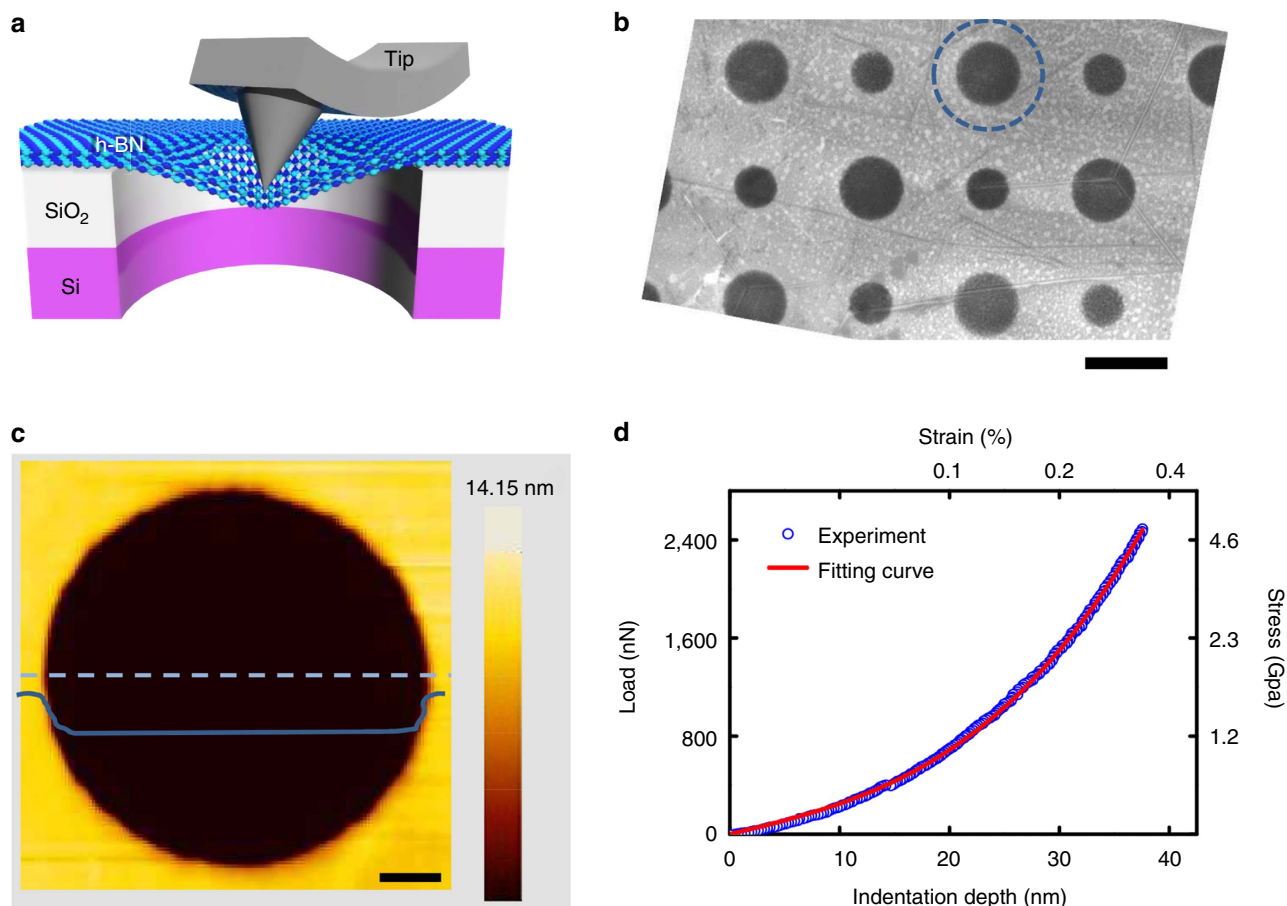 a
Tip
h-BN
SiO2
Si
b
c
14.15 nm
d
Strain (%)
0.1 0.2 0.4
Experiment
Fitting curve
2,400
1,600
800
0
Load (nN)
4.6
2.3
1.2
Stress (Gpa)
0 10 20 30 40
Indentation depth (nm)